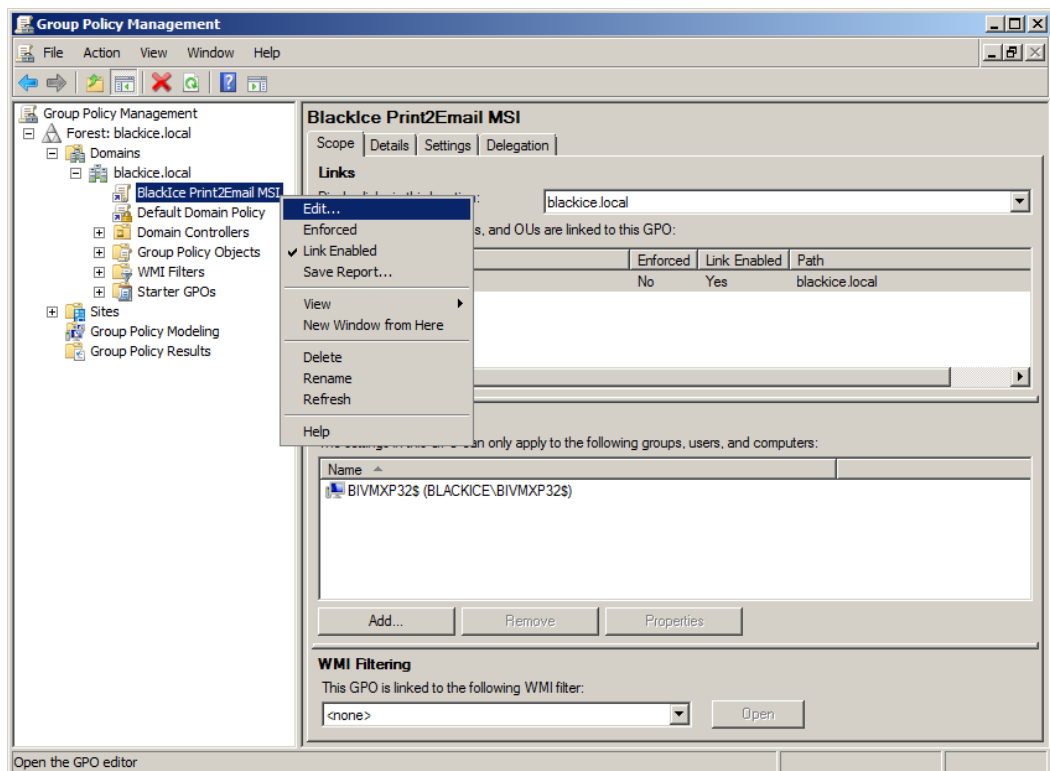 Group Policy Management
File Action View Window Help
Group Policy Management
Forest: blackice.local
Domains
blackice.local
BlackIce Print2Email MSI
Default Domain Policy
Domain Controllers
Group Policy Objects
WMI Filters
Starter GPOs
Sites
Group Policy Modeling
Group Policy Results
Edit...
Enforced
Link Enabled
Save Report...
View
New Window from Here
Delete
Rename
Refresh
Help
BlackIce Print2Email MSI
Scope Details Settings Delegation
Links
blackice.local
s, and OUs are linked to this GPO:
Enforced Link Enabled Path
No Yes blackice.local
can only apply to the following groups, users, and computers:
Name
BIVMXP32$ (BLACKICE\BIVMXP32$)
Add... Remove Properties
WMI Filtering
This GPO is linked to the following WMI filter:
<none> Open
Open the GPO editor